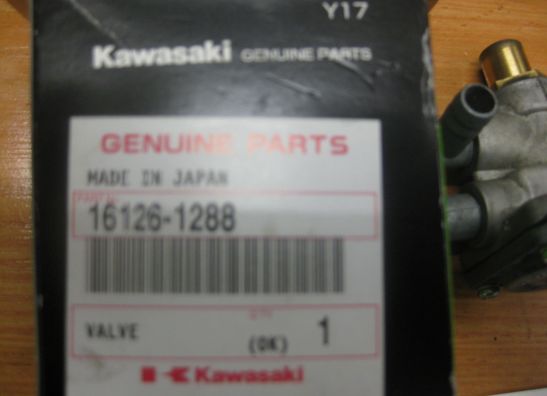 Y17
Kawasaki GENUINE PARTS
GENUINE PARTS
MADE IN JAPAN
16126-1288
VALVE (OK) 1
Kawasaki